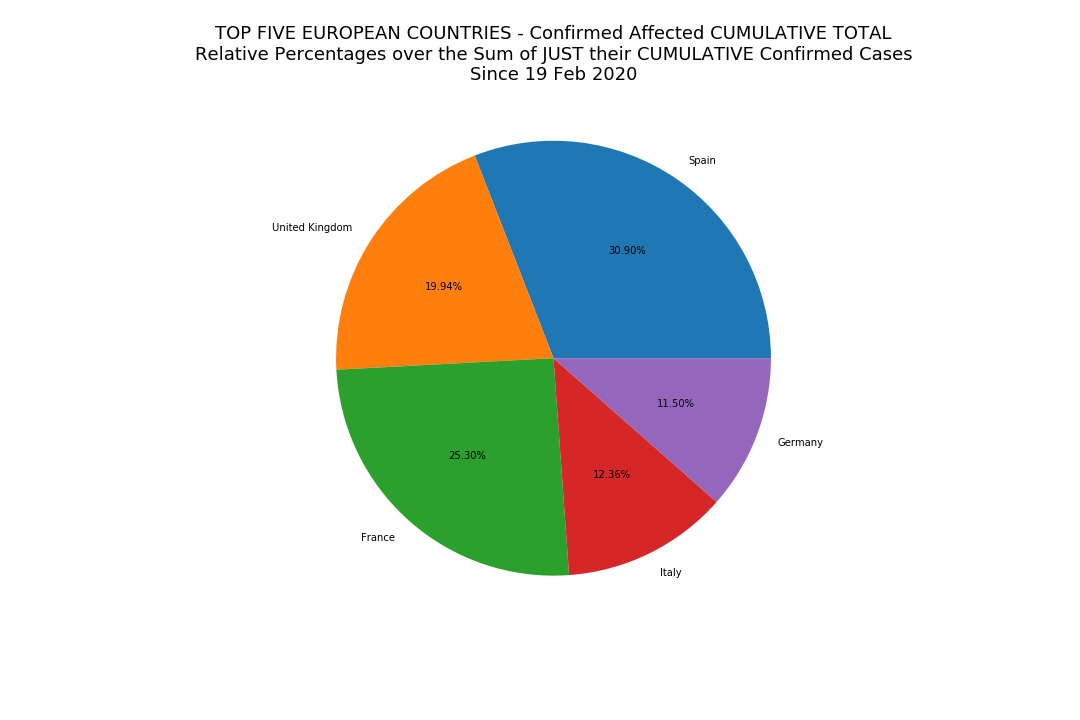 TOP FIVE EUROPEAN COUNTRIES - Confirmed Affected CUMULATIVE TOTAL
Relative Percentages over the Sum of JUST their CUMULATIVE Confirmed Cases
Since 19 Feb 2020
Spain
United Kingdom
30.90%
19.94%
11.50%
Germany
25.30%
12.36%
France
Italy